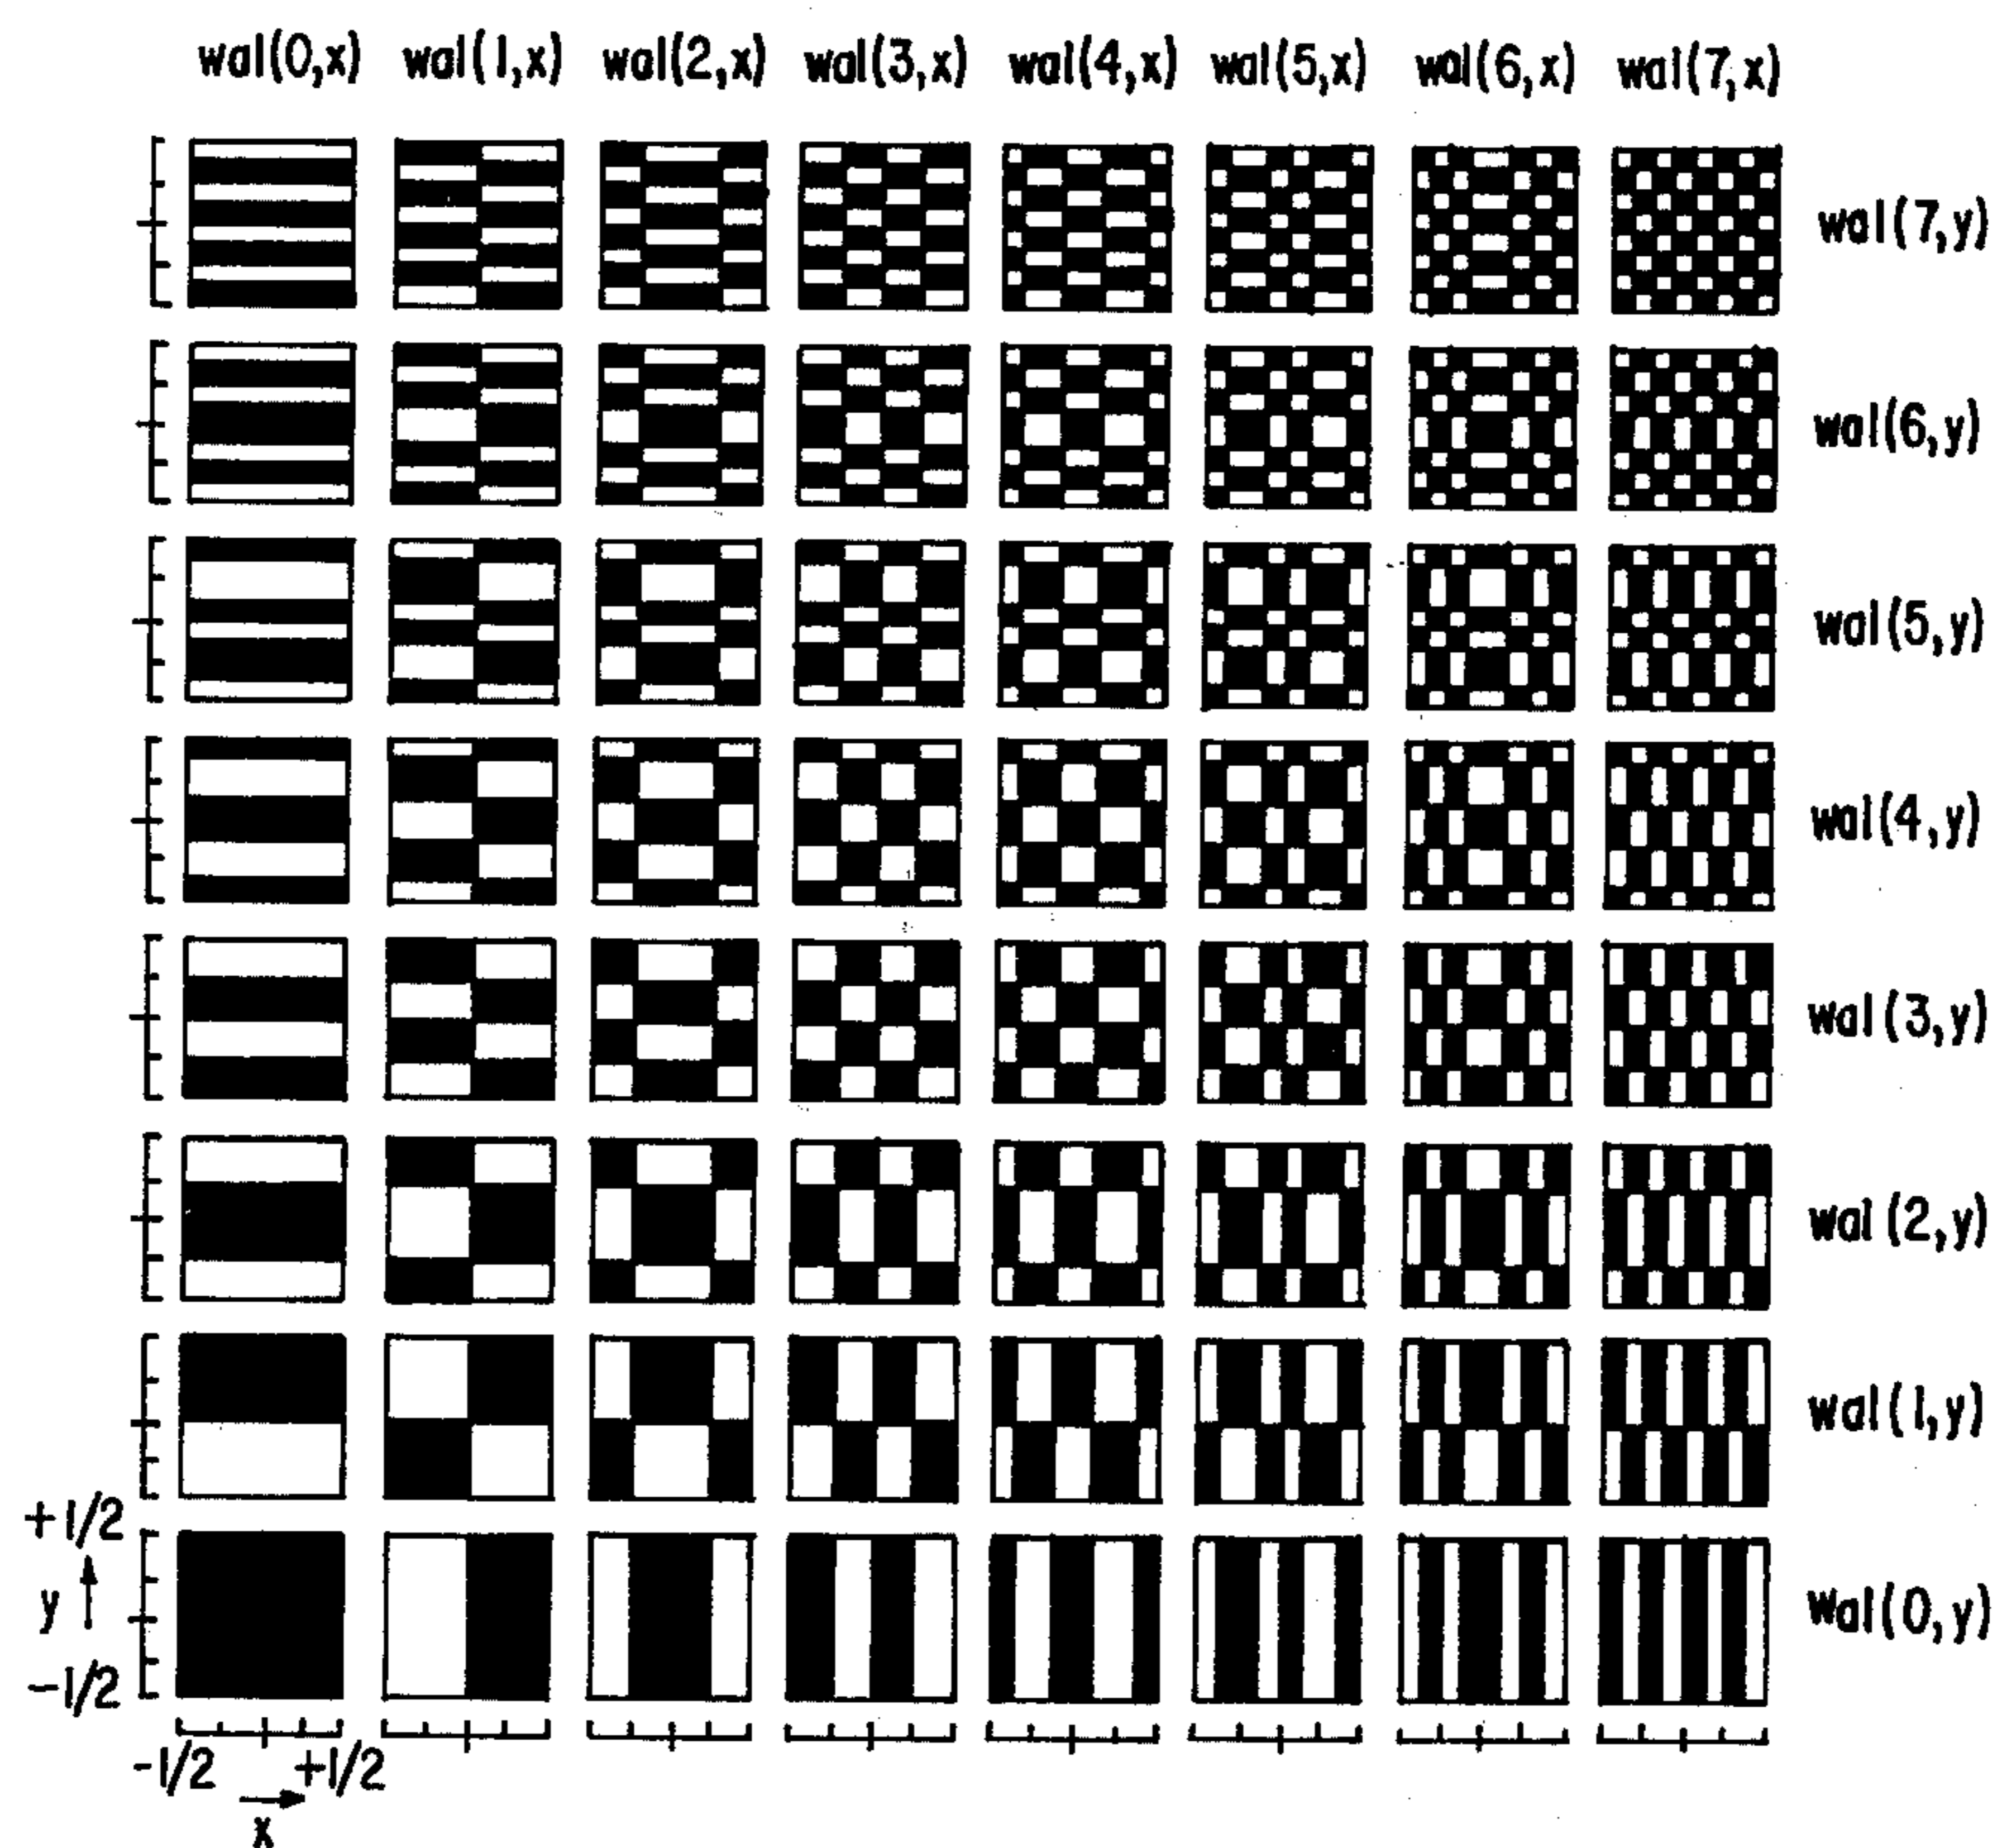 wal(0,x) wal(1,x) wal(2,x) wal(3,x) wal(4,x) wal(5,x) wal(6,x) wal(7,x)
wal(7,y)
wal(6,y)
wal(5,y)
wal(4,y)
wal(3,y)
wal(2,y)
wal(1,y)
+1/2
y
wal(0,y)
-1/2
-1/2 +1/2
x